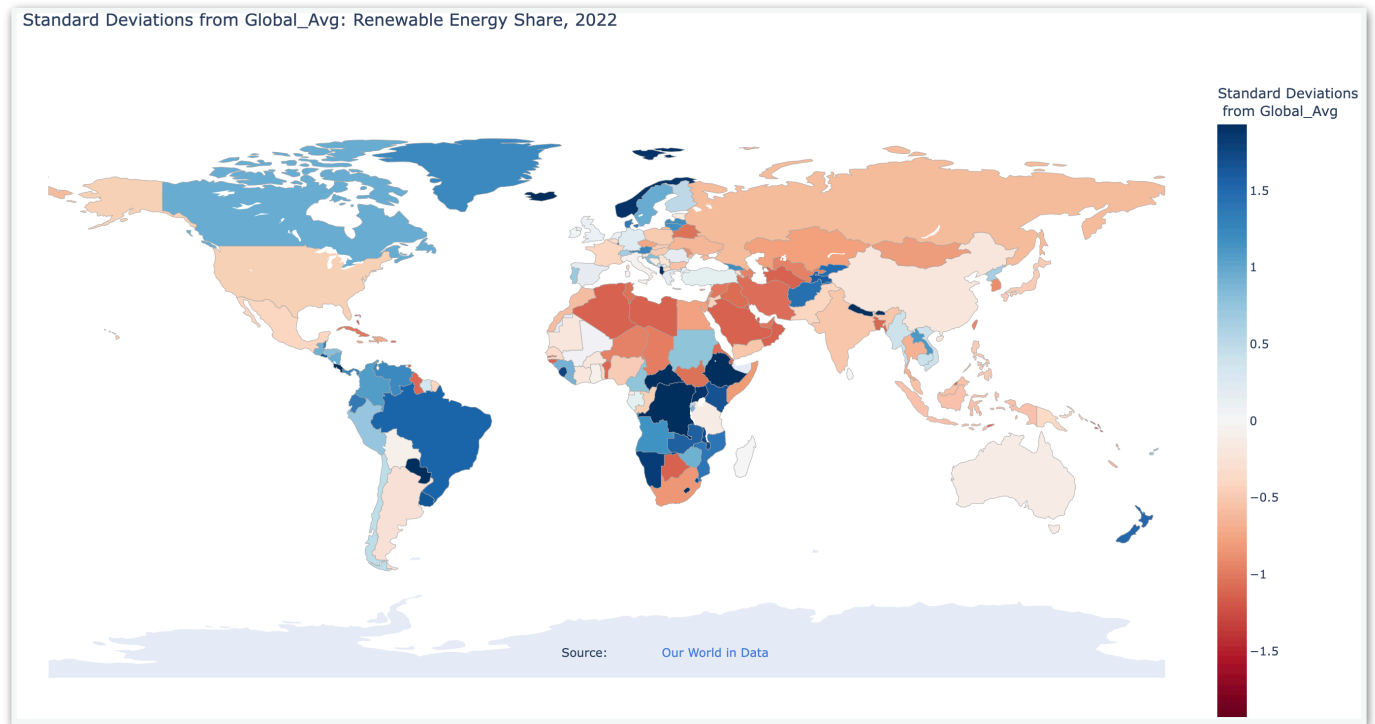 Standard Deviations from Global_Avg: Renewable Energy Share, 2022
Standard Deviations
from Global_Avg
1.5
1
0.5
0
−0.5
−1
−1.5
Source: Our World in Data